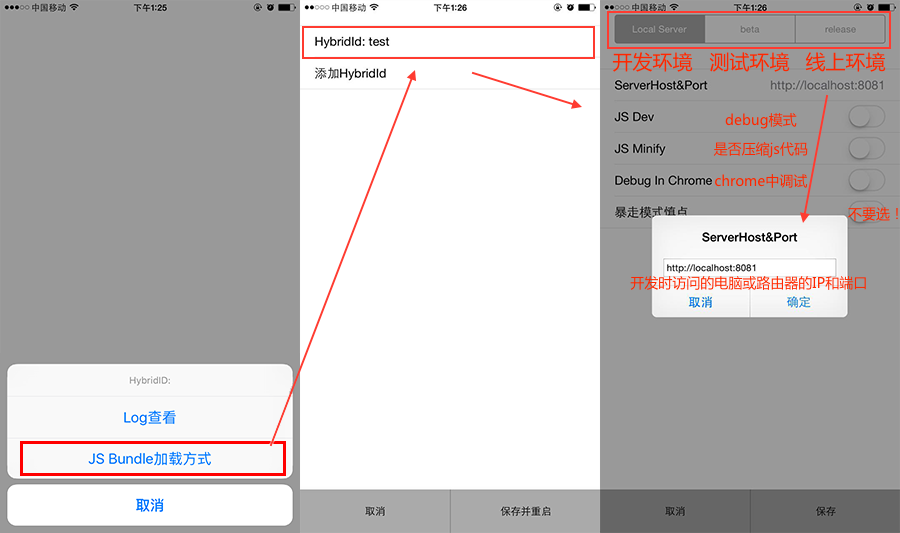 中国移动 下午1:25
HybridID:
Log查看
JS Bundle加载方式
取消
中国移动 下午1:26
HybridId: test
添加HybridId
取消 保存并重启
中国移动 下午1:26
Local Server beta release
开发环境 测试环境 线上环境
ServerHost&Port http://localhost:8081
JS Dev debug模式
JS Minify 是否压缩js代码
Debug In Chrome chrome中调试
暴走模式慎点 不要选！
ServerHost&Port
http://localhost:8081
开发时访问的电脑或路由器的IP和端口
取消 确定
取消 保存